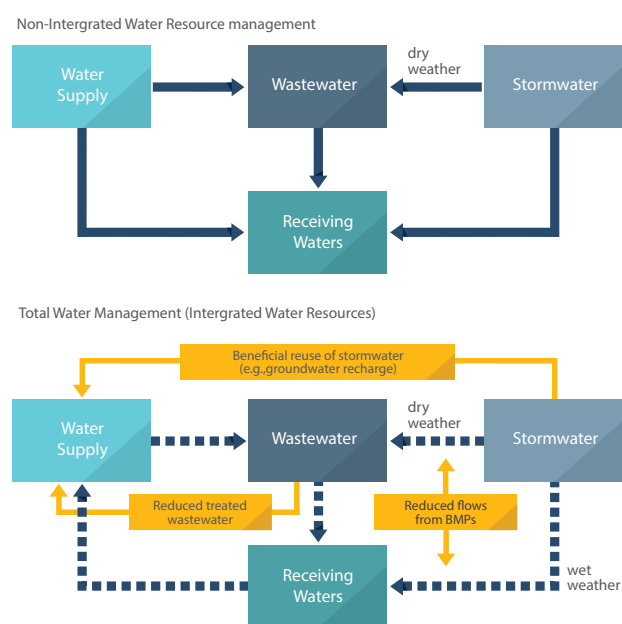 Non-Intergrated Water Resource management
Water
Supply
Wastewater
dry
weather
Stormwater
Receiving
Waters
Total Water Management (Intergrated Water Resources)
Beneficial reuse of stormwater
(e.g.,groundwater recharge)
Water
Supply
Wastewater
dry
weather
Stormwater
Reduced treated
wastewater
Reduced flows
from BMPs
Receiving
Waters
wet
weather